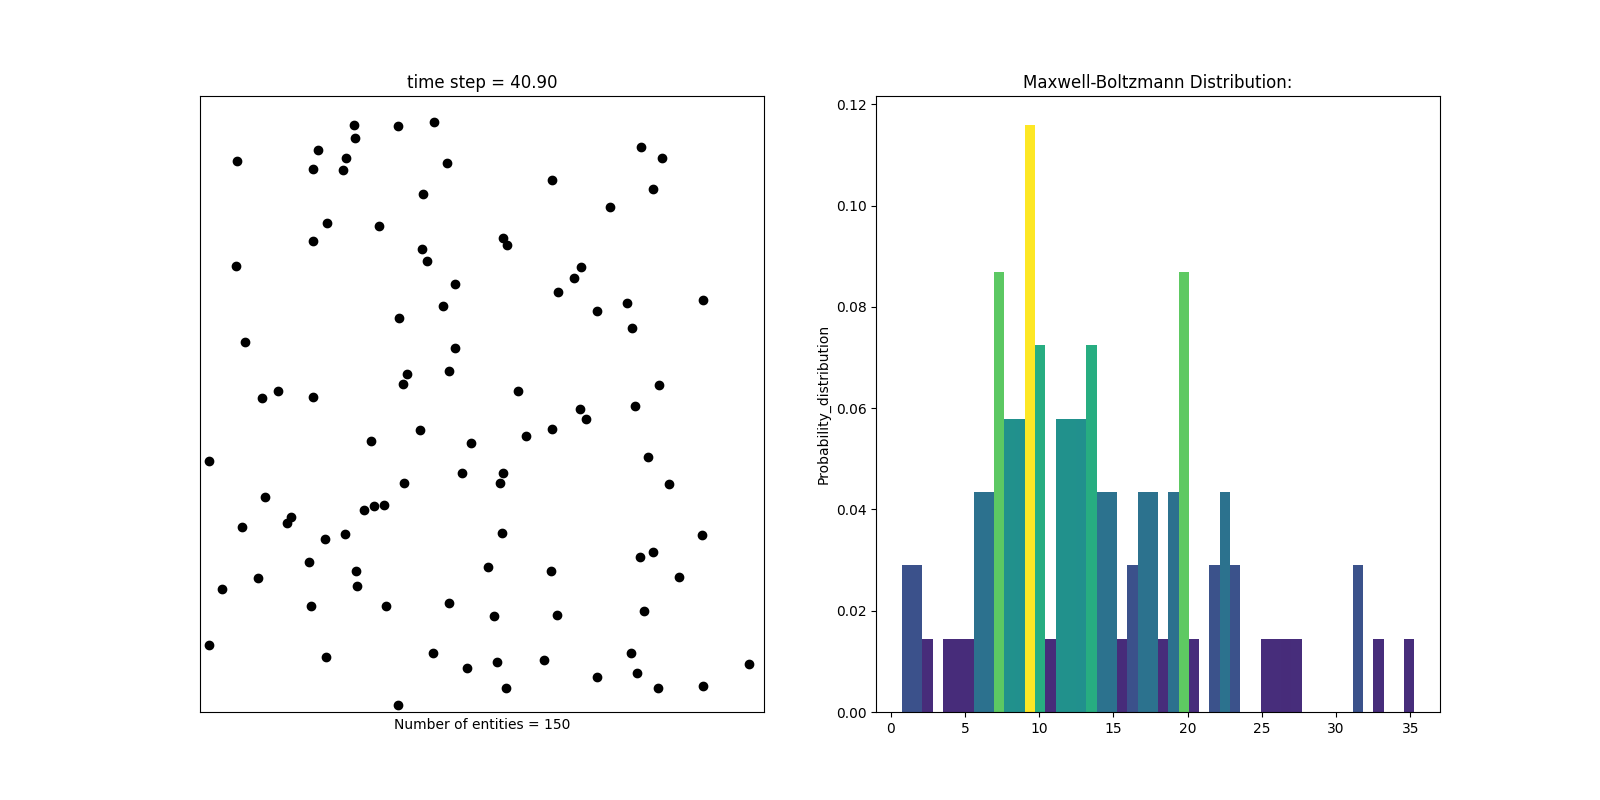 time step = 40.90
Number of entities = 150
Maxwell-Boltzmann Distribution:
Probability_distribution
0.12
0.10
0.08
0.06
0.04
0.02
0.00
0 5 10 15 20 25 30 35